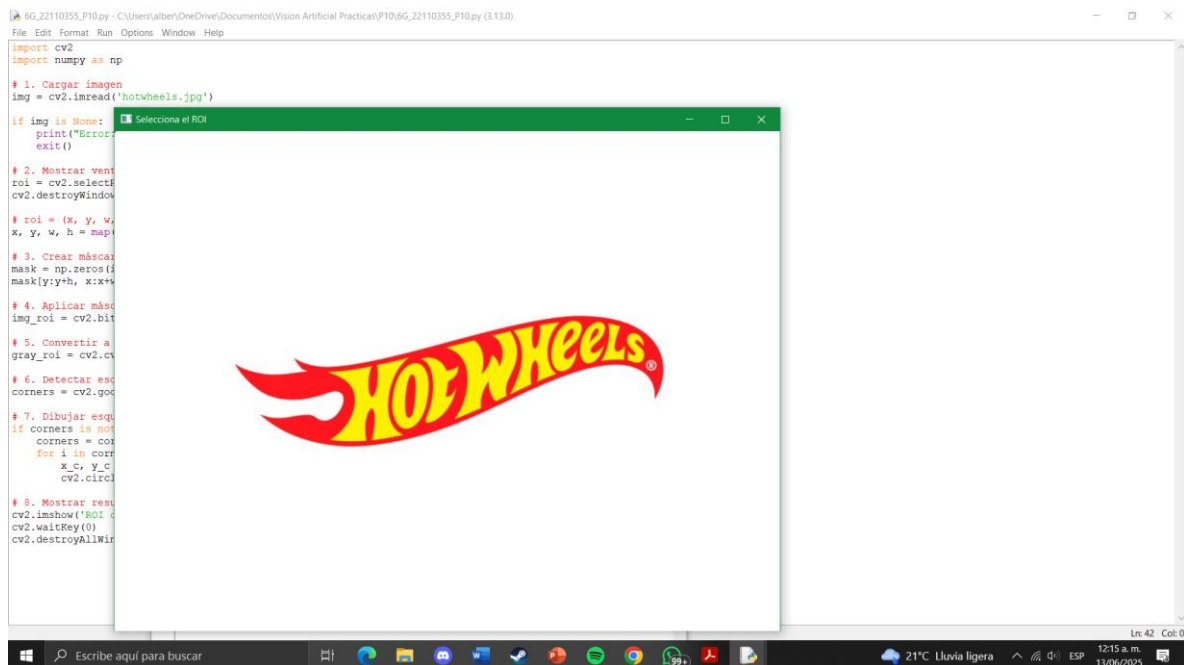 6G_22110355_P10.py - C:\Users\alber\OneDrive\Documentos\Vision Artificial Practicas\P10\6G_22110355_P10.py (3.13.0)
File Edit Format Run Options Window Help
import cv2
import numpy as np
# 1. Cargar imagen
img = cv2.imread('hotwheels.jpg')
if img is None:
print("Error:
exit()
# 2. Mostrar vent
roi = cv2.select
cv2.destroyWindow
# roi = (x, y, w,
x, y, w, h = map(
# 3. Crear máscar
mask = np.zeros(i
mask[y:y+h, x:x+w
# 4. Aplicar másc
img_roi = cv2.bit
# 5. Convertir a
gray_roi = cv2.cv
# 6. Detectar esq
corners = cv2.goo
# 7. Dibujar esqu
if corners is not
corners = cor
for i in corn
x_c, y_c
cv2.circl
# 8. Mostrar resu
cv2.imshow('ROI c
cv2.waitKey(0)
cv2.destroyAllWin
Selecciona el ROI
HOT WHEELS®
Ln: 42 Col: 0
Escribe aquí para buscar
99+
21°C Lluvia ligera
ESP
12:15 a. m.
13/06/2025